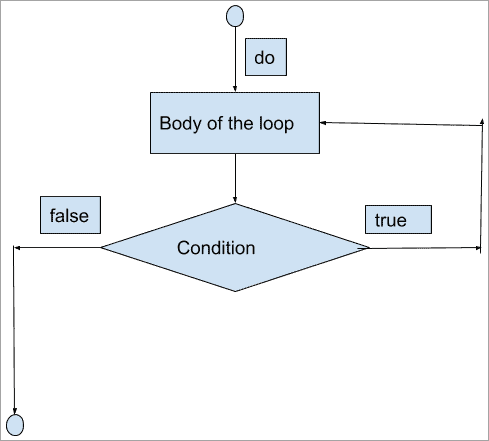 do
Body of the loop
false
true
Condition